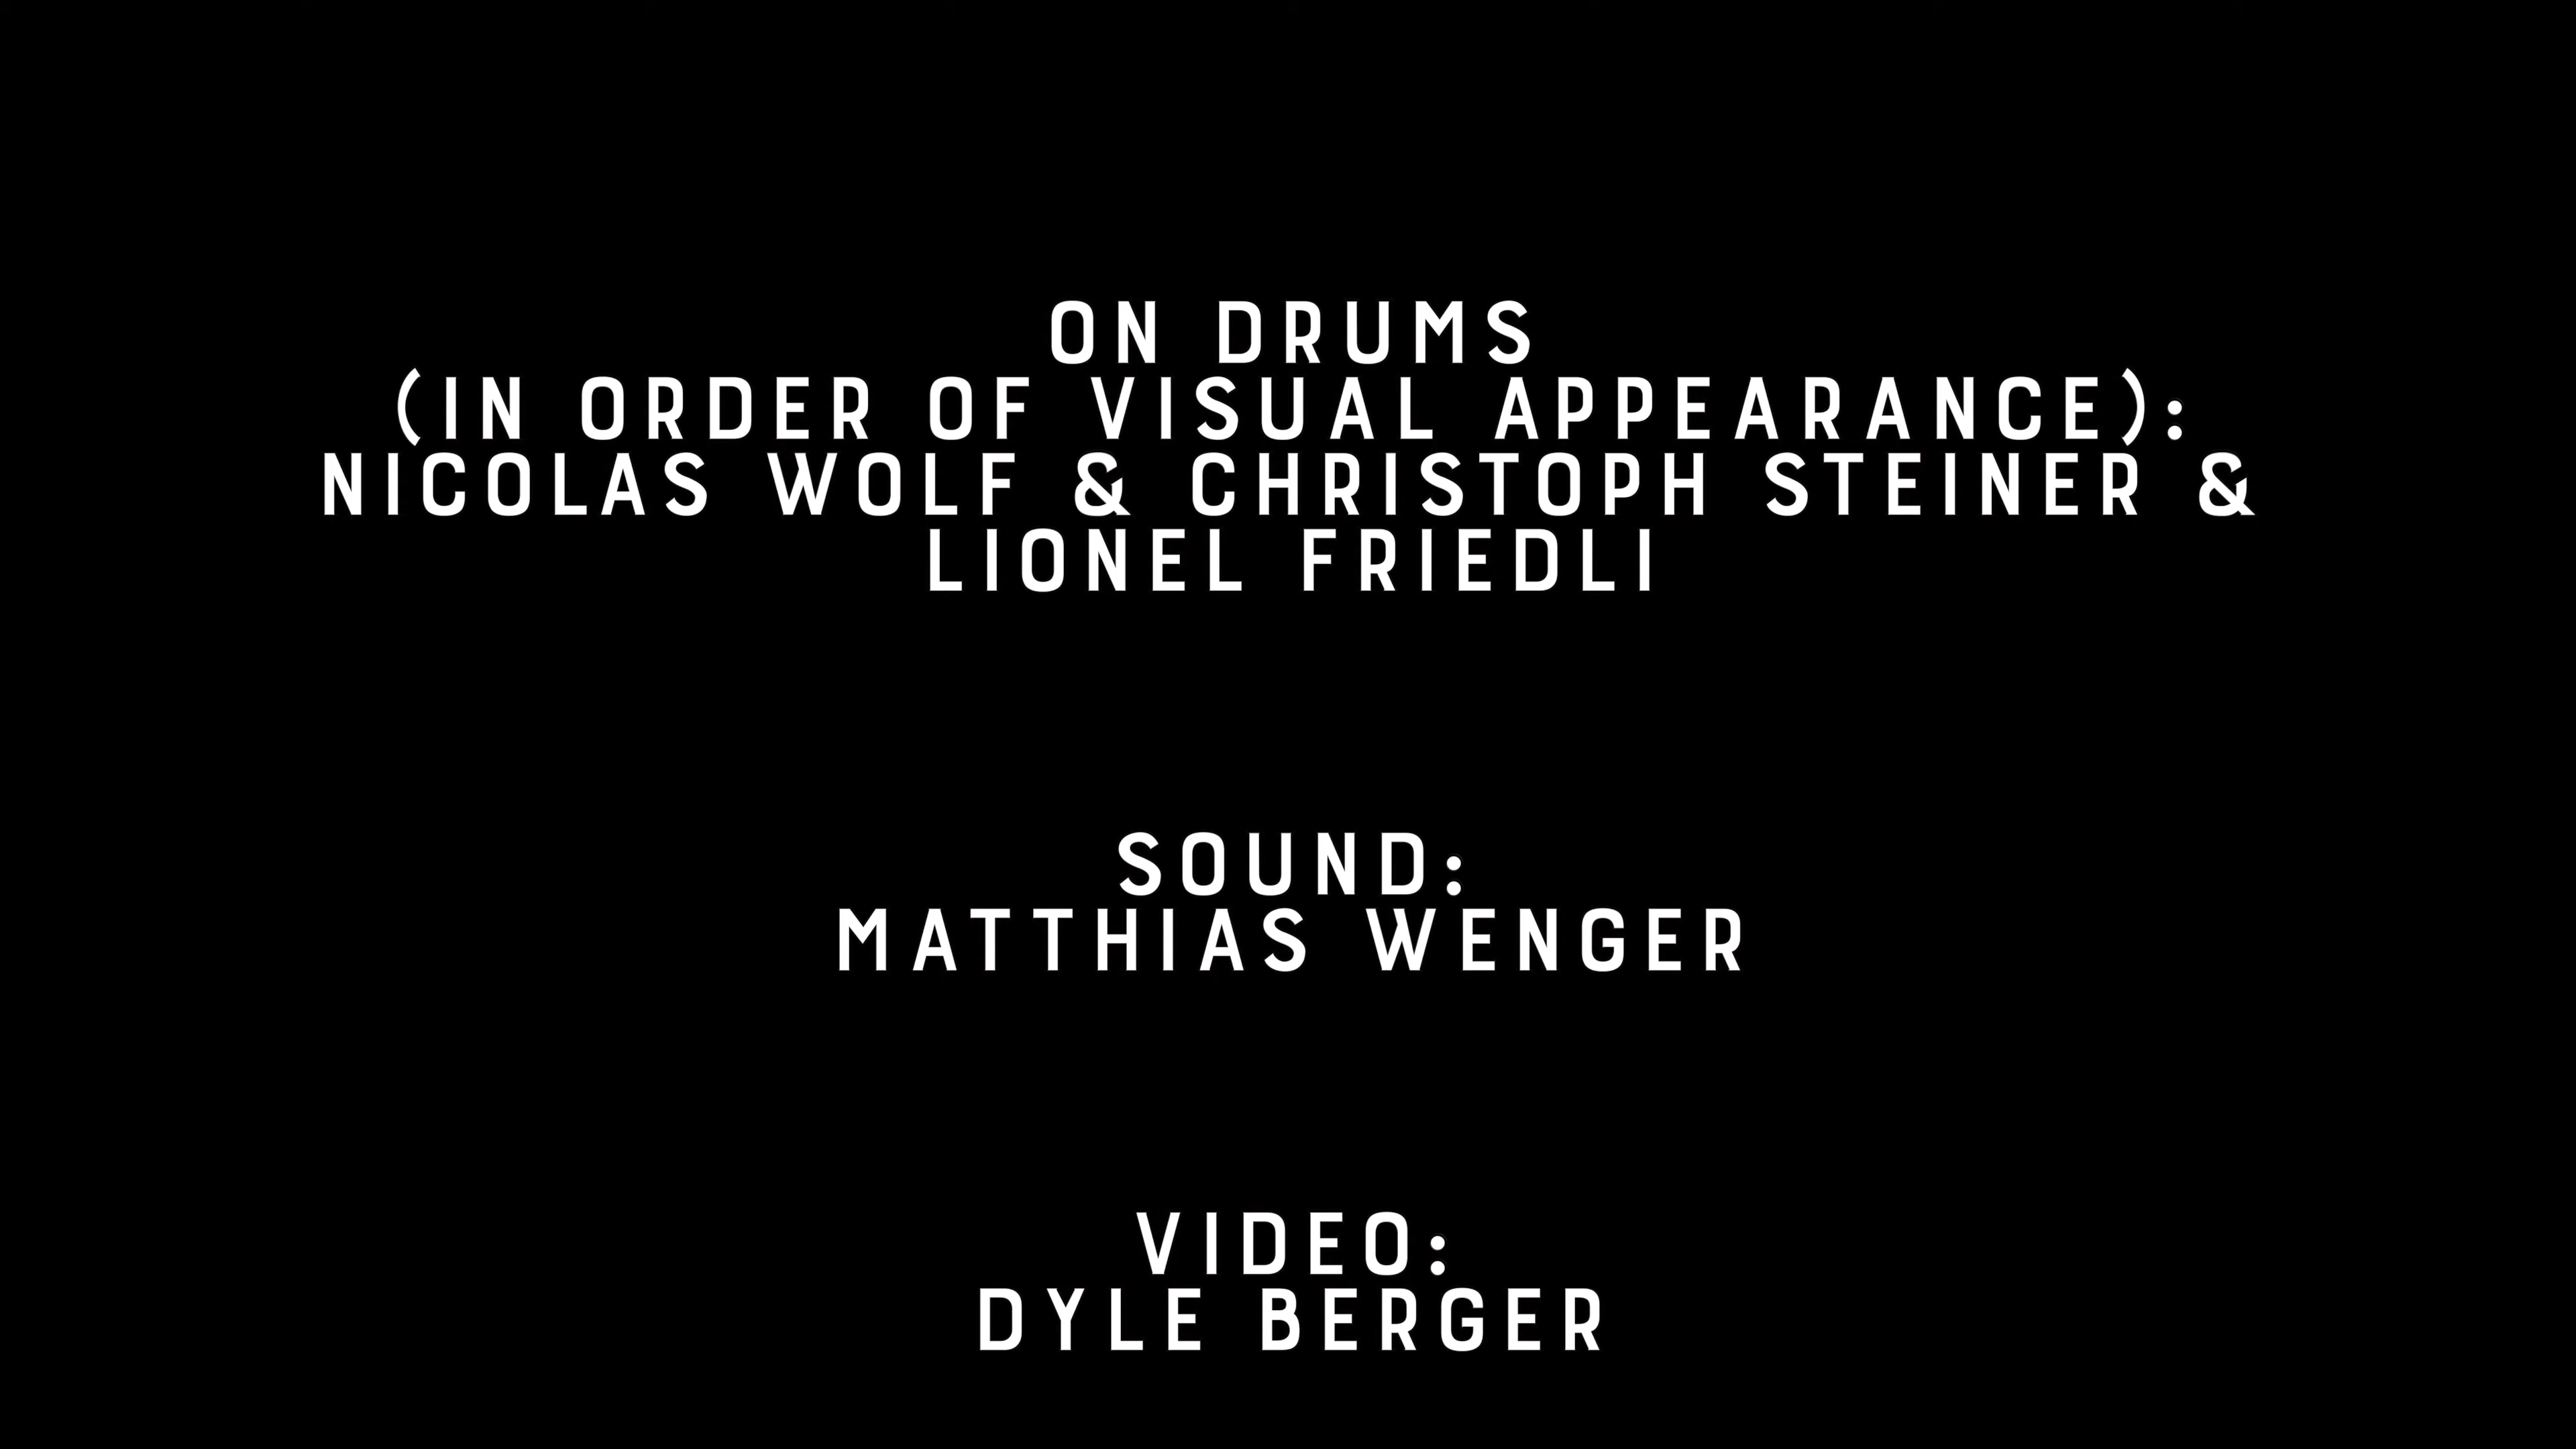 ON DRUMS
(IN ORDER OF VISUAL APPEARANCE):
NICOLAS WOLF & CHRISTOPH STEINER &
LIONEL FRIEDLI
SOUND:
MATTHIAS WENGER
VIDEO:
DYLE BERGER